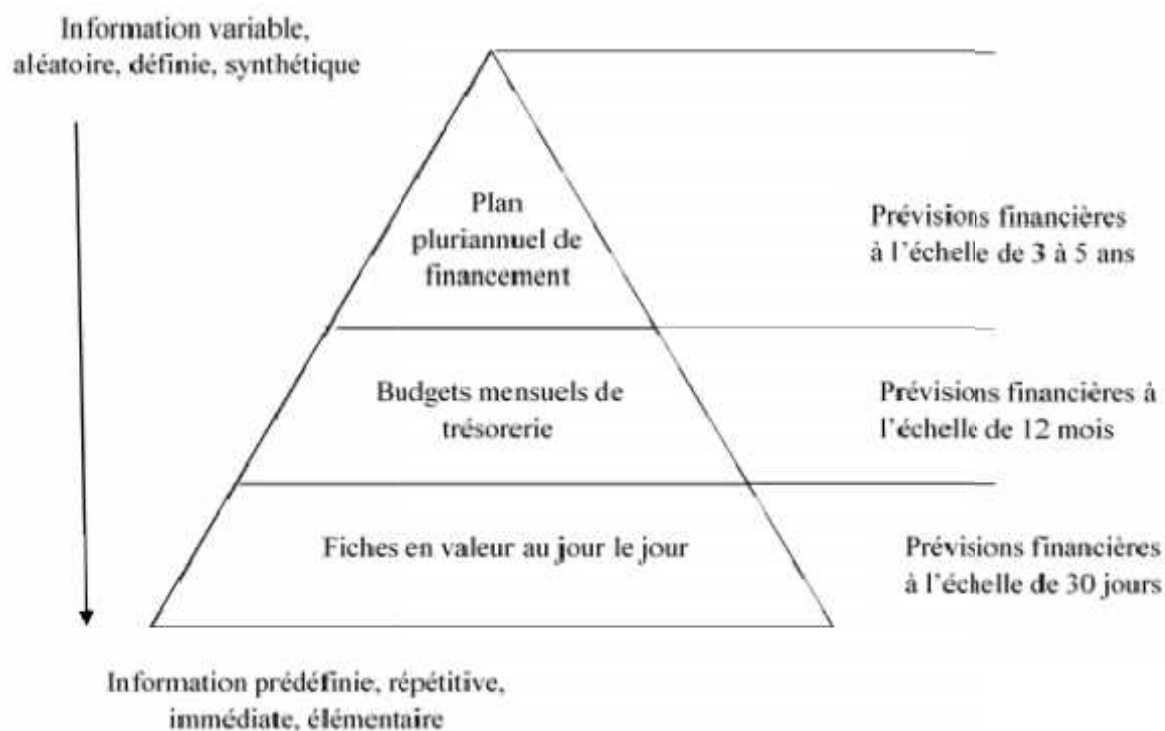 Information variable,
aléatoire, définie, synthétique
Plan
pluriannuel de
financement
Prévisions financières
à l'échelle de 3 à 5 ans
Budgets mensuels de
trésorerie
Prévisions financières à
l'échelle de 12 mois
Fiches en valeur au jour le jour
Prévisions financières
à l'échelle de 30 jours
Information prédéfinie, répétitive,
immédiate, élémentaire